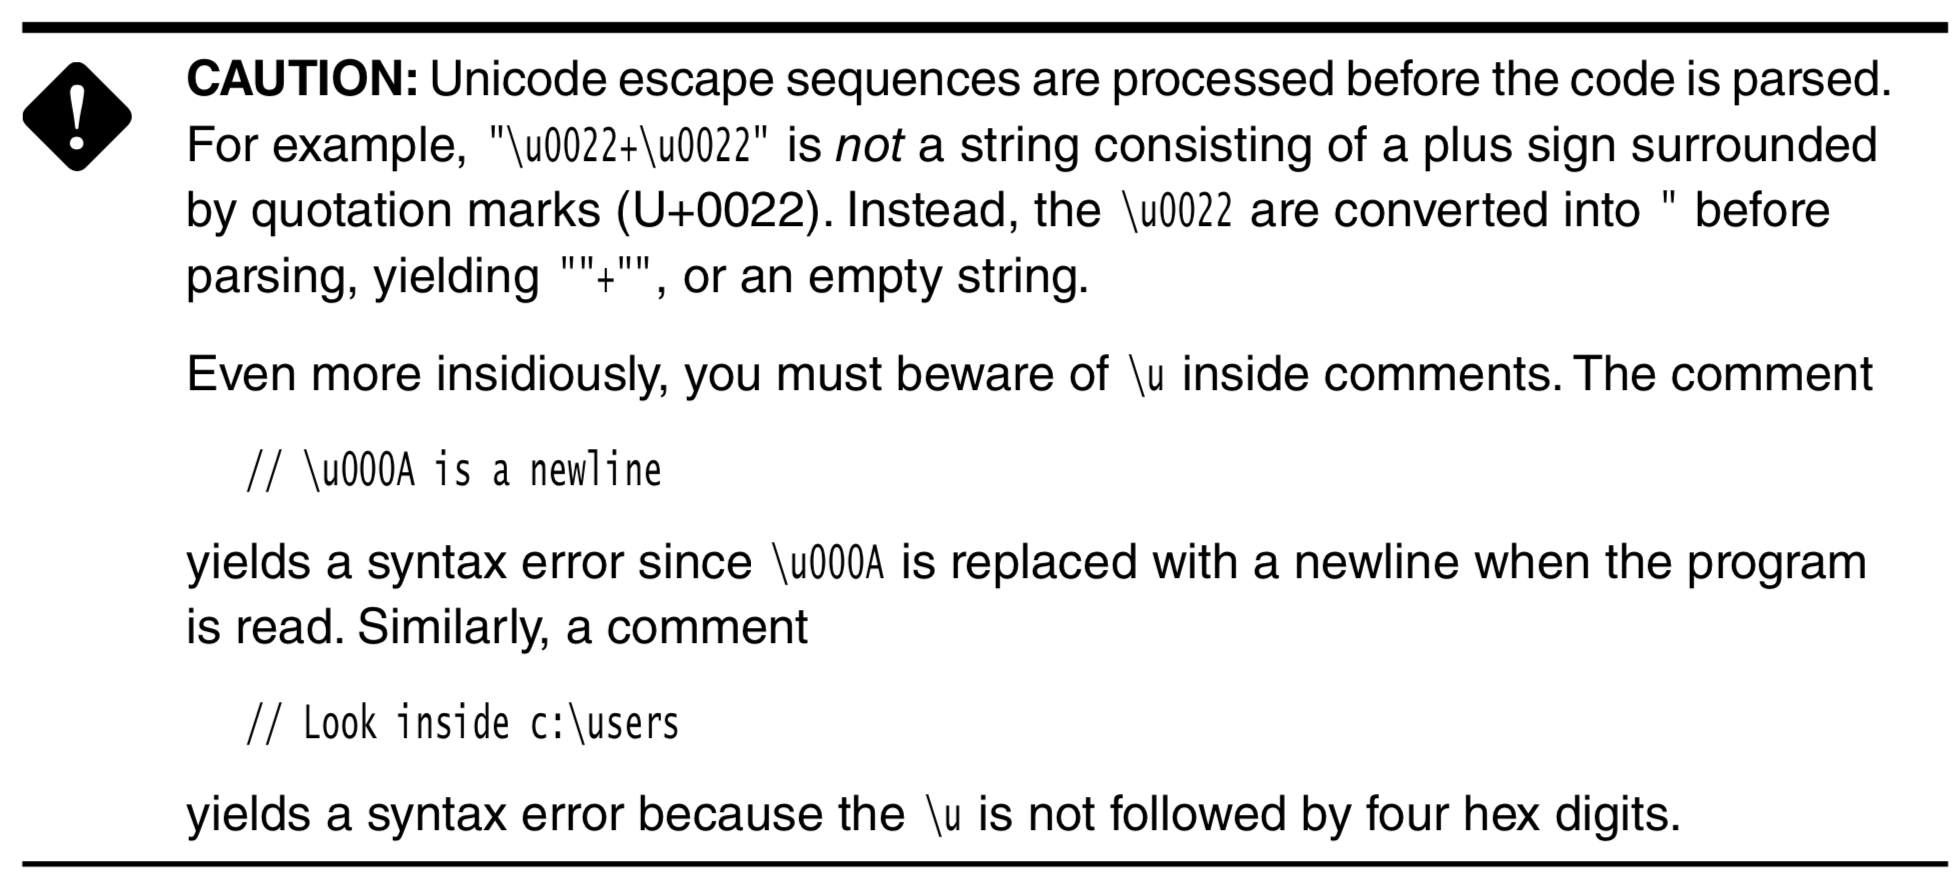 CAUTION: Unicode escape sequences are processed before the code is parsed.
For example, "\u0022+\u0022" is not a string consisting of a plus sign surrounded
by quotation marks (U+0022). Instead, the \u0022 are converted into " before
parsing, yielding ""+"", or an empty string.
Even more insidiously, you must beware of \u inside comments. The comment
// \u000A is a newline
yields a syntax error since \u000A is replaced with a newline when the program
is read. Similarly, a comment
// Look inside c:\users
yields a syntax error because the \u is not followed by four hex digits.